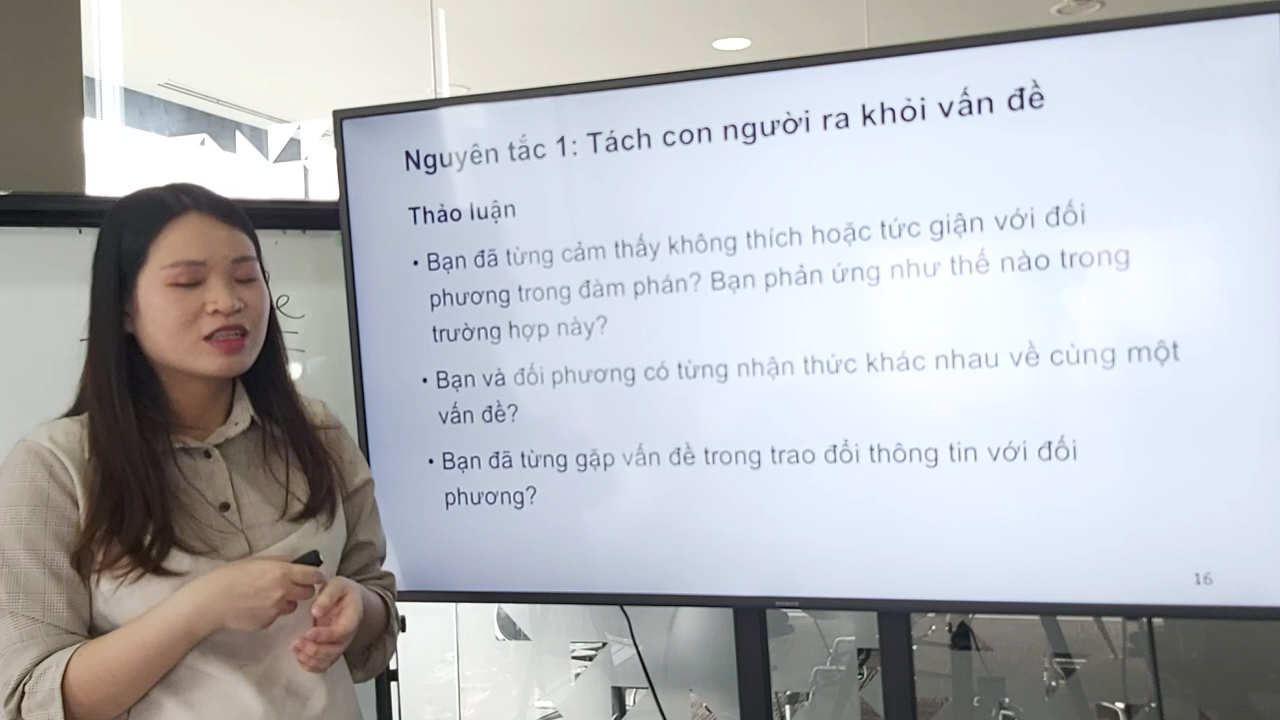 Nguyên tắc 1: Tách con người ra khỏi vấn đề
Thảo luận
• Bạn đã từng cảm thấy không thích hoặc tức giận với đối
phương trong đàm phán? Bạn phản ứng như thế nào trong
trường hợp này?
• Bạn và đối phương có từng nhận thức khác nhau về cùng một
vấn đề?
• Bạn đã từng gặp vấn đề trong trao đổi thông tin với đối
phương?
16